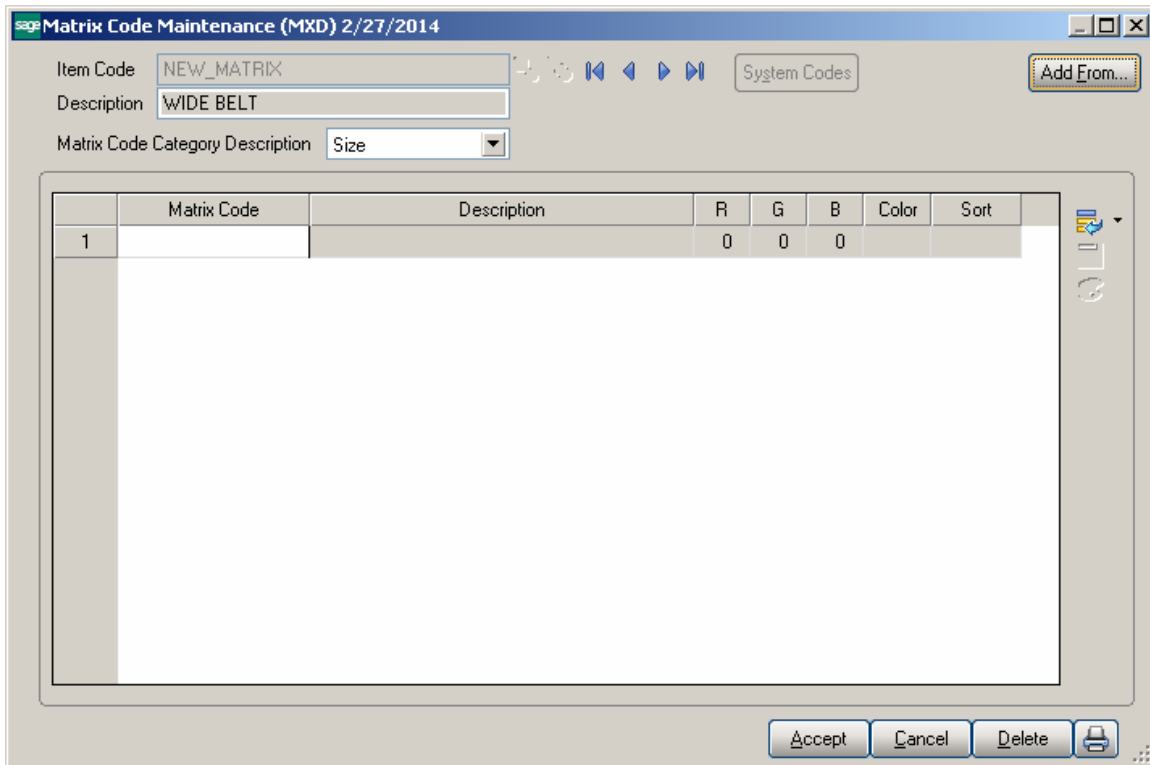 sage Matrix Code Maintenance (MXD) 2/27/2014
Item Code NEW_MATRIX System Codes Add From...
Description WIDE BELT
Matrix Code Category Description Size
Matrix Code Description R G B Color Sort
1 0 0 0
Accept Cancel Delete